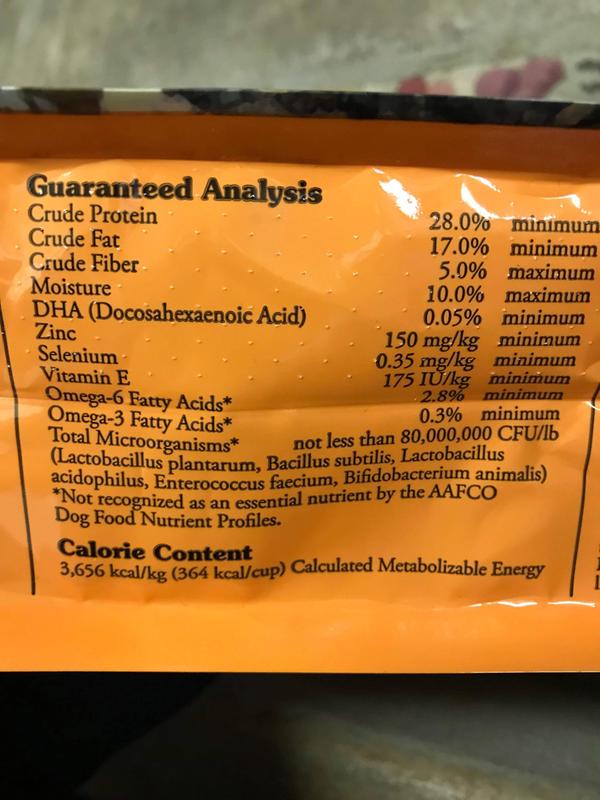 Guaranteed Analysis
Crude Protein 28.0% minimum
Crude Fat 17.0% minimum
Crude Fiber 5.0% maximum
Moisture 10.0% maximum
DHA (Docosahexaenoic Acid) 0.05% minimum
Zinc 150 mg/kg minimum
Selenium 0.35 mg/kg minimum
Vitamin E 175 IU/kg minimum
Omega-6 Fatty Acids* 2.8% minimum
Omega-3 Fatty Acids* 0.3% minimum
Total Microorganisms* not less than 80,000,000 CFU/lb
(Lactobacillus plantarum, Bacillus subtilis, Lactobacillus
acidophilus, Enterococcus faecium, Bifidobacterium animalis)
*Not recognized as an essential nutrient by the AAFCO
Dog Food Nutrient Profiles.
Calorie Content
3,656 kcal/kg (364 kcal/cup) Calculated Metabolizable Energy